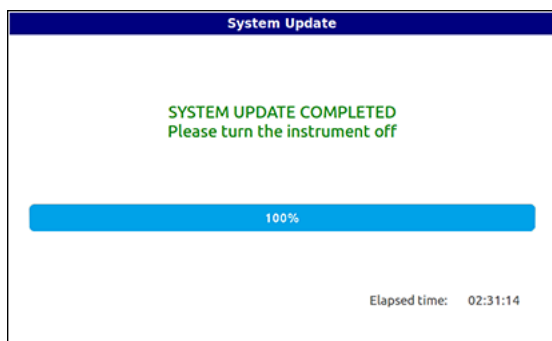 System Update
SYSTEM UPDATE COMPLETED
Please turn the instrument off
100%
Elapsed time: 02:31:14